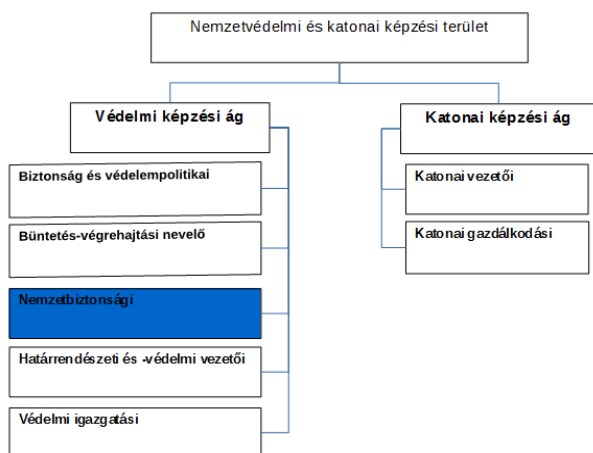 Nemzetvédelmi és katonai képzési terület
Védelmi képzési ág
Biztonság és védelempolitikai
Büntetés-végrehajtási nevelő
Nemzetbiztonsági
Határrendészeti és -védelmi vezetői
Védelmi igazgatási
Katonai képzési ág
Katonai vezetői
Katonai gazdálkodási